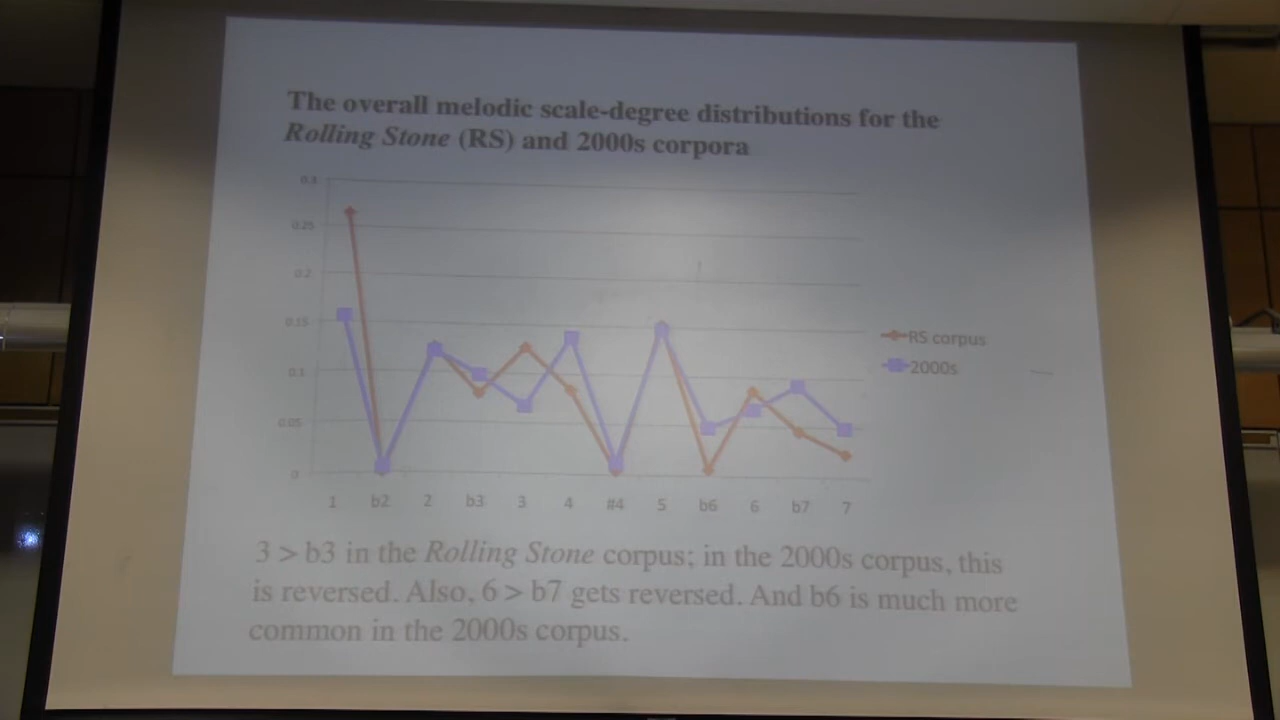 The overall melodic scale-degree distributions for the
Rolling Stone (RS) and 2000s corpora
0.3
0.25
0.2
0.15
0.1
0.05
0
1 b2 2 b3 3 4 #4 5 b6 6 b7 7
RS corpus
2000s
3 > b3 in the Rolling Stone corpus; in the 2000s corpus, this
is reversed. Also, 6 > b7 gets reversed. And b6 is much more
common in the 2000s corpus.